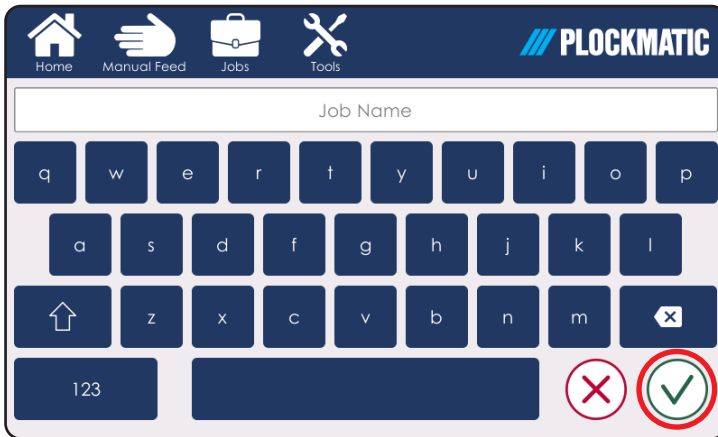 Home Manual Feed Jobs Tools PLOCKMATIC
Job Name
q w e r t y u i o p
a s d f g h j k l
z x c v b n m
123